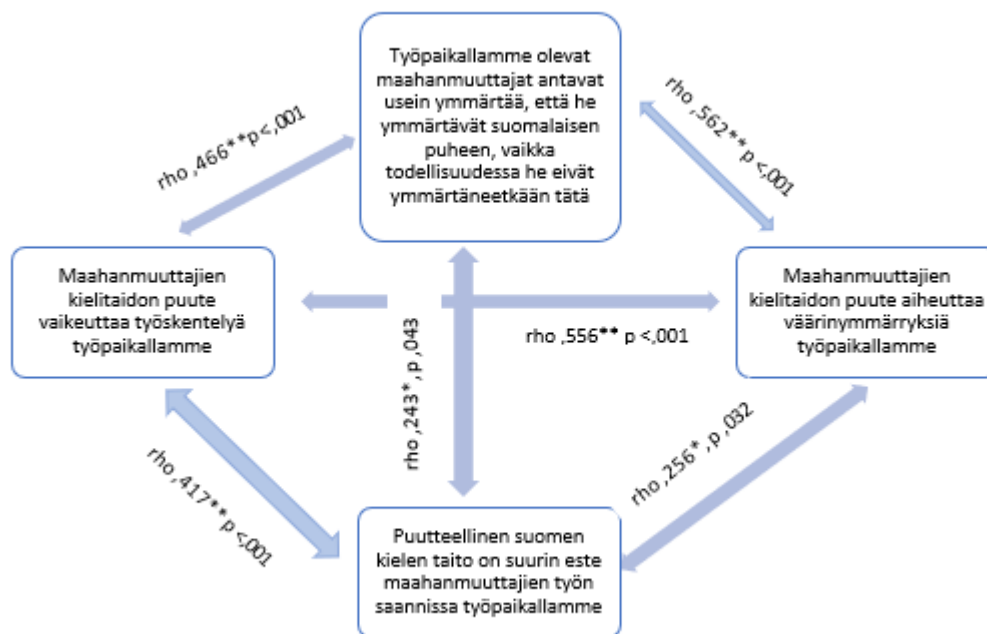 Työpaikallamme olevat
maahanmuuttajat antavat
usein ymmärtää, että he
ymmärtävät suomalaisen
puheen, vaikka
todellisuudessa he eivät
ymmärtäneetkään tätä
rho ,466**p <,001
rho ,562** p <,001
Maahanmuuttajien
kielitaidon puute
vaikeuttaa työskentelyä
työpaikallamme
Maahanmuuttajien
kielitaidon puute aiheuttaa
väärinymmärryksiä
työpaikallamme
rho ,243*, p ,043
rho ,556** p <,001
rho ,417** p <,001
rho ,256*, p ,032
Puutteellinen suomen
kielen taito on suurin este
maahanmuuttajien työn
saannissa työpaikallamme